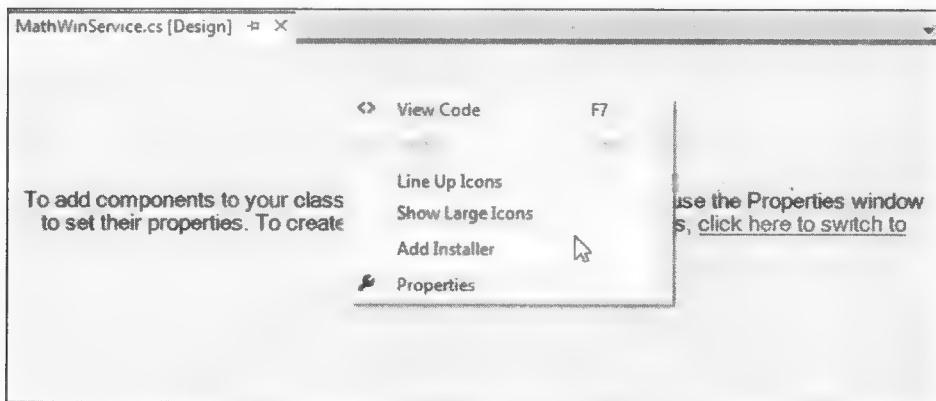 MathWinService.cs [Design]
View Code F7
Line Up Icons
To add components to your class use the Properties window
Show Large Icons
to set their properties. To create s, click here to switch to
Add Installer
Properties